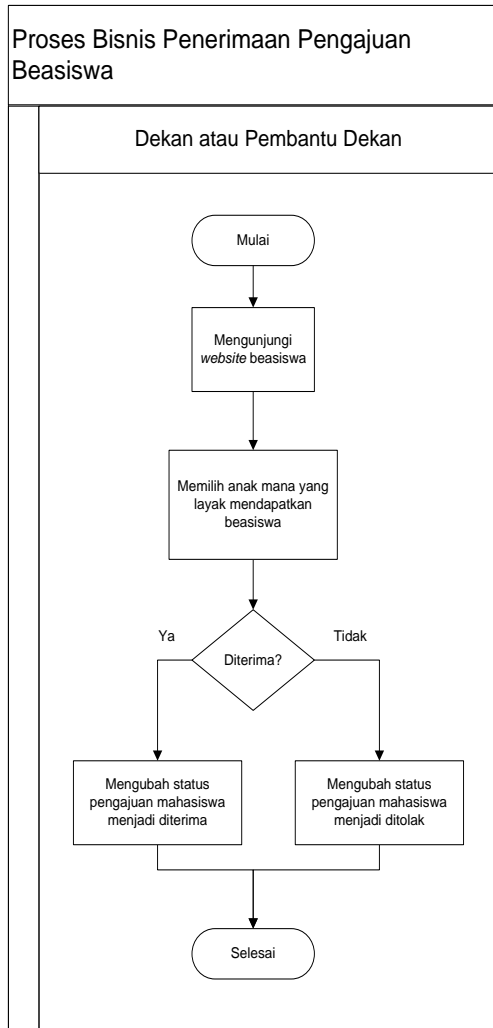 Proses Bisnis Penerimaan Pengajuan
Beasiswa
Dekan atau Pembantu Dekan
Mulai
Mengunjungi
website beasiswa
Memilih anak mana yang
layak mendapatkan
beasiswa
Ya
Diterima?
Tidak
Mengubah status
pengajuan mahasiswa
menjadi diterima
Mengubah status
pengajuan mahasiswa
menjadi ditolak
Selesai